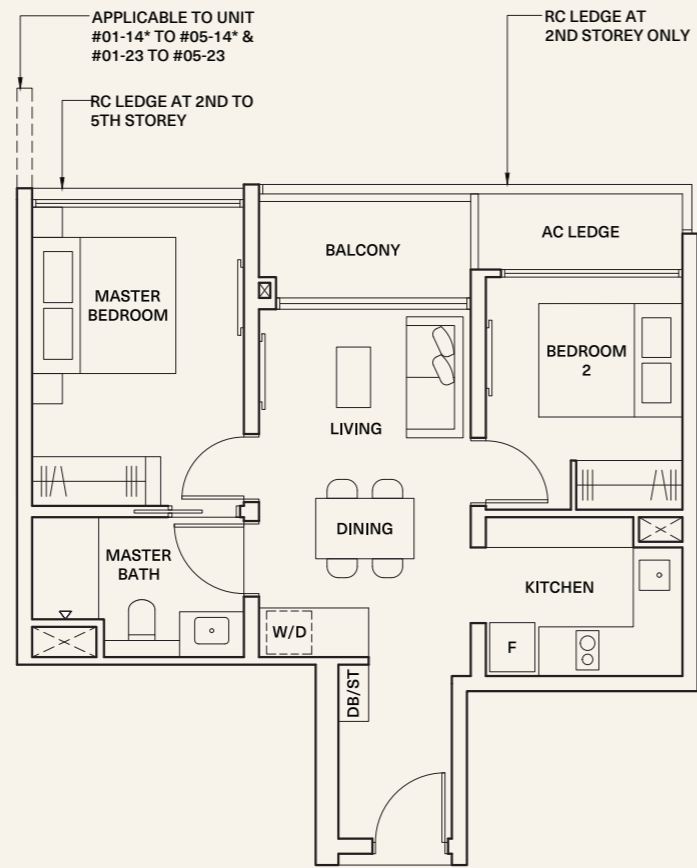 APPLICABLE TO UNIT
#01-14* TO #05-14* &
#01-23 TO #05-23
RC LEDGE AT
2ND STOREY ONLY
RC LEDGE AT 2ND TO
5TH STOREY
BALCONY
AC LEDGE
MASTER
BEDROOM
BEDROOM
2
LIVING
DINING
MASTER
BATH
KITCHEN
W/D
F
DB/ST